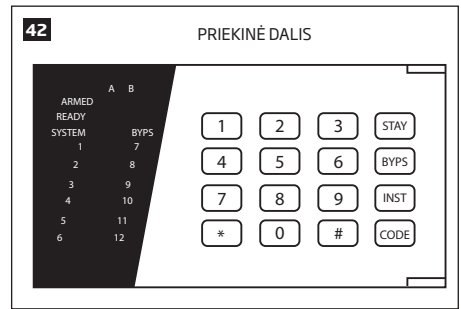 42
PRIEKINĖ DALIS
A B
ARMED
READY
SYSTEM BYPS
1 7
2 8
3 9
4 10
5 11
6 12
1 2 3 STAY
4 5 6 BYPS
7 8 9 INST
* 0 # CODE